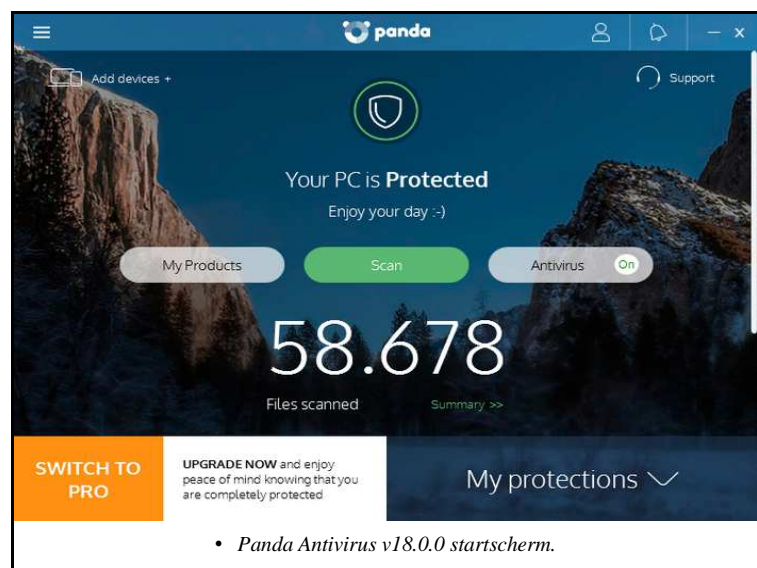 panda
Add devices +
Support
Your PC is Protected
Enjoy your day :-)
My Products
Scan
Antivirus On
58.678
Files scanned
Summary >>
SWITCH TO
PRO
UPGRADE NOW and enjoy
peace of mind knowing that you
are completely protected
My protections
• Panda Antivirus v18.0.0 startscherm.